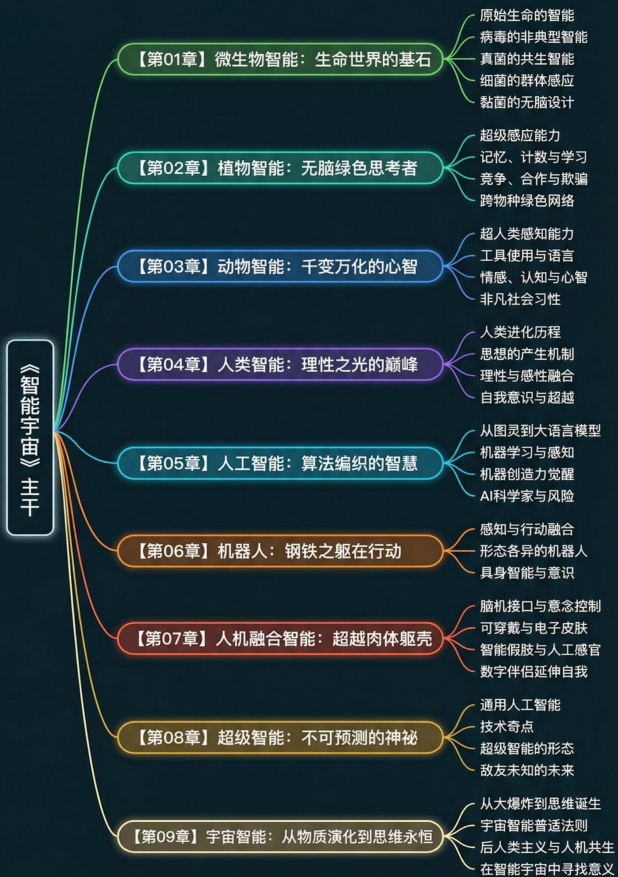 《智能宇宙》主干
【第01章】微生物智能：生命世界的基石
原始生命的智能
病毒的非典型智能
真菌的共生智能
细菌的群体感应
黏菌的无脑设计
【第02章】植物智能：无脑绿色思考者
超级感应能力
记忆、计数与学习
竞争、合作与欺骗
跨物种绿色网络
【第03章】动物智能：千变万化的心智
超人类感知能力
工具使用与语言
情感、认知与心智
非凡社会习性
【第04章】人类智能：理性之光的巅峰
人类进化历程
思想的产生机制
理性与感性融合
自我意识与超越
【第05章】人工智能：算法编织的智慧
从图灵到大语言模型
机器学习与感知
机器创造力觉醒
AI科学家与风险
【第06章】机器人：钢铁之躯在行动
感知与行动融合
形态各异的机器人
具身智能与意识
【第07章】人机融合智能：超越肉体躯壳
脑机接口与意念控制
可穿戴与电子皮肤
智能假肢与人工感官
数字伴侣延伸自我
【第08章】超级智能：不可预测的神祕
通用人工智能
技术奇点
超级智能的形态
敌友未知的未来
【第09章】宇宙智能：从物质演化到思维永恒
从大爆炸到思维诞生
宇宙智能普适法则
后人类主义与人机共生
在智能宇宙中寻找意义